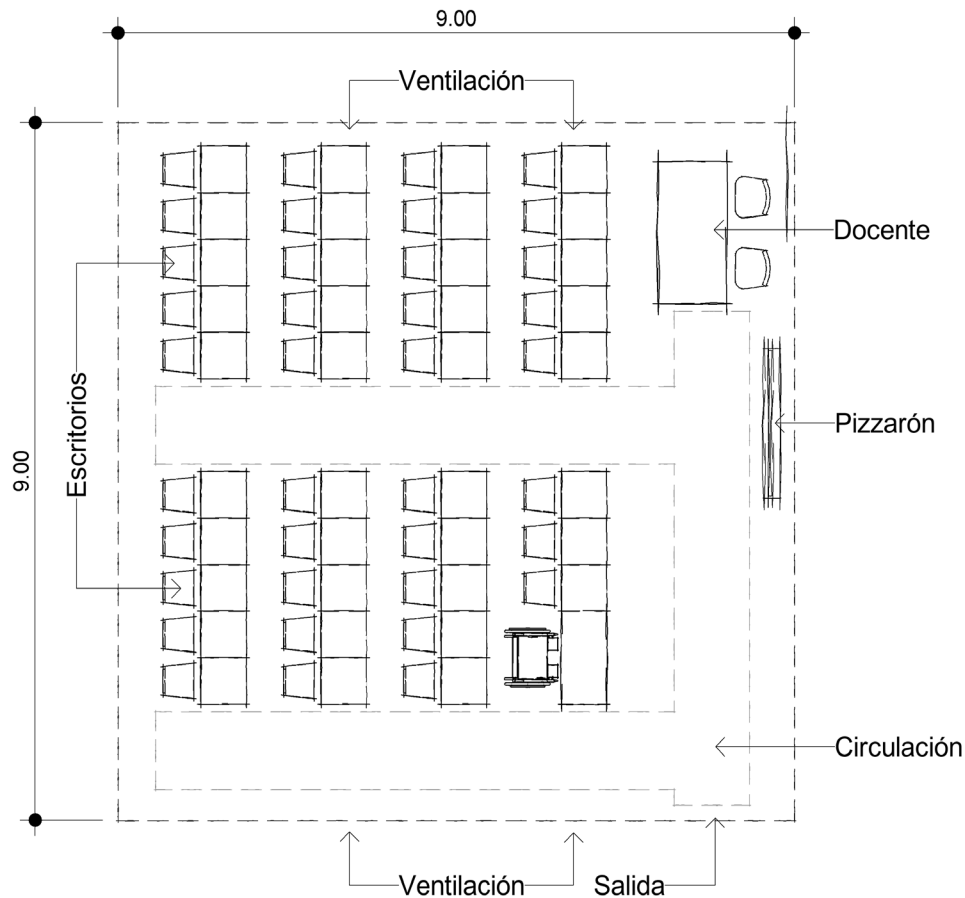 9.00
Ventilación
Docente
Escritorios
Pizzarón
9.00
Circulación
Ventilación
Salida